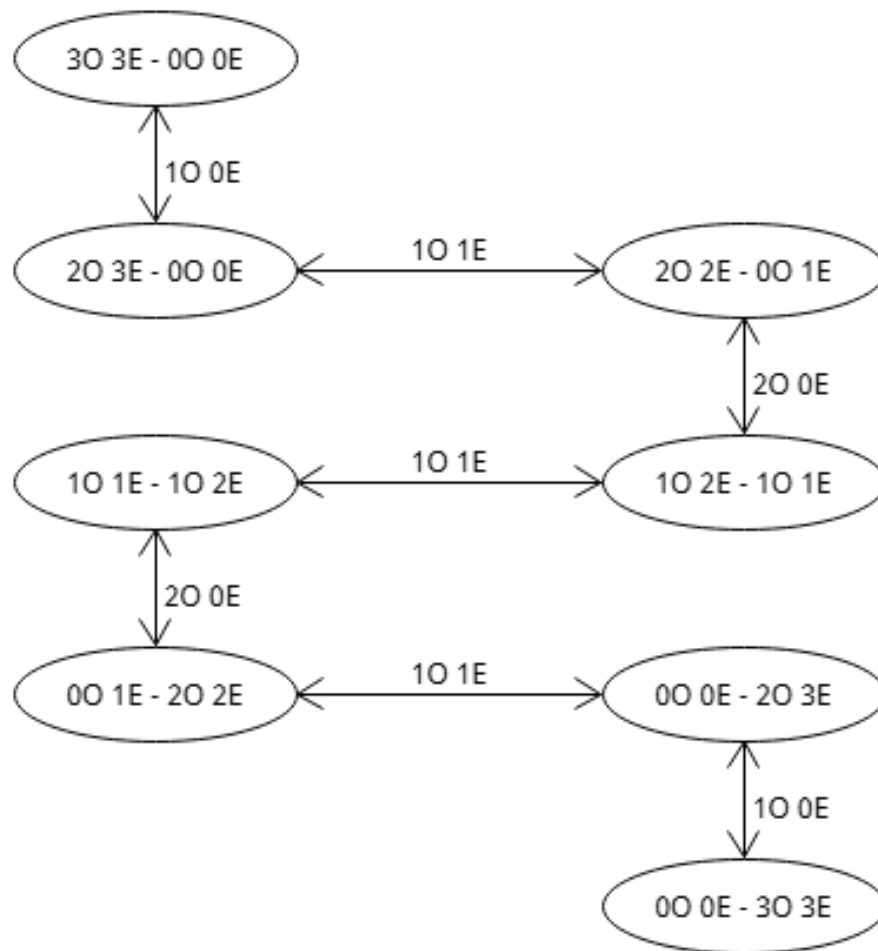 3O 3E - 0O 0E
1O 0E
2O 3E - 0O 0E
1O 1E
2O 2E - 0O 1E
2O 0E
1O 1E - 1O 2E
1O 1E
1O 2E - 1O 1E
2O 0E
0O 1E - 2O 2E
1O 1E
0O 0E - 2O 3E
1O 0E
0O 0E - 3O 3E